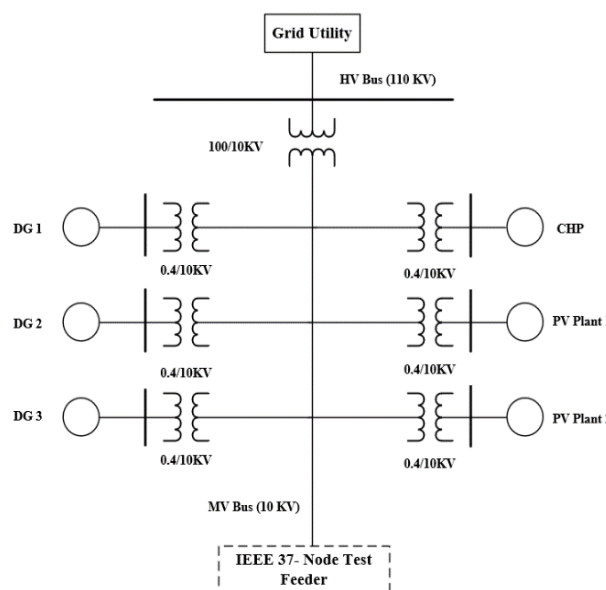 Grid Utility
HV Bus (110 KV)
100/10KV
DG 1
CHP
0.4/10KV
0.4/10KV
DG 2
PV Plant
0.4/10KV
0.4/10KV
DG 3
PV Plant
0.4/10KV
0.4/10KV
MV Bus (10 KV)
IEEE 37- Node Test
Feeder